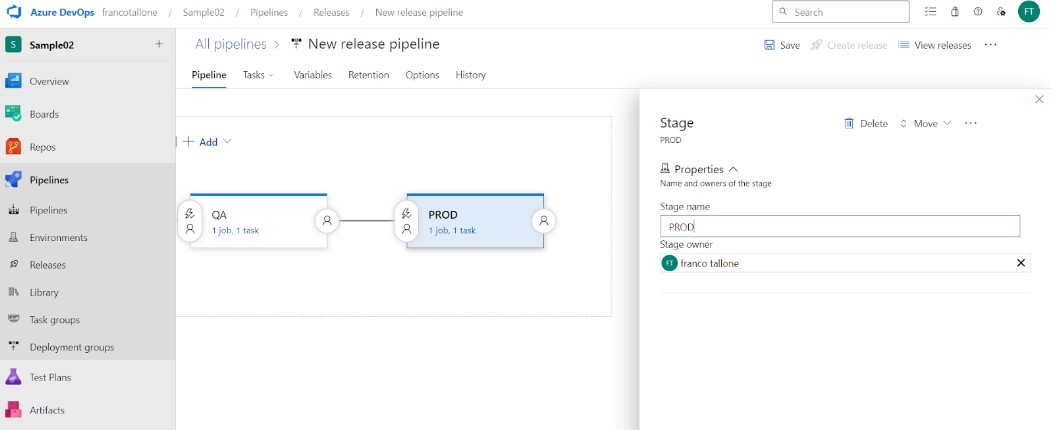 Azure DevOps francotallone / Sample02 / Pipelines / Releases / New release pipeline
Search
FT
S Sample02 +
All pipelines > New release pipeline
Save Create release View releases ...
Pipeline Tasks Variables Retention Options History
Overview
Boards
Repos
Pipelines
Pipelines
Environments
Releases
Library
Task groups
Deployment groups
Test Plans
Artifacts
+ Add
QA
1 job, 1 task
PROD
1 job, 1 task
Stage
PROD
Delete Move ...
Properties
Name and owners of the stage
Stage name
PROD
Stage owner
FT franco tallone